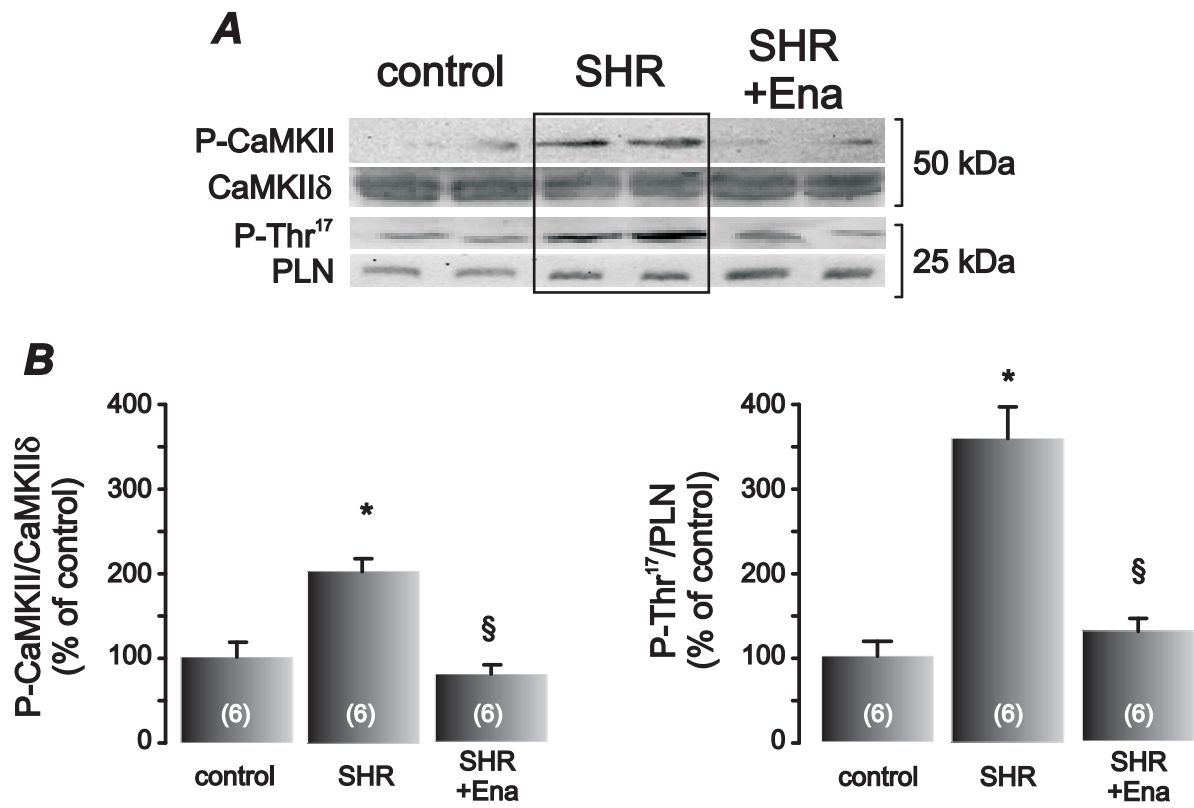 A
control
SHR
SHR
+Ena
P-CaMKII
CaMKIIδ
50 kDa
P-Thr¹⁷
PLN
25 kDa
B
P-CaMKII/CaMKIIδ
(% of control)
400
300
200
100
0
*
§
(6)
(6)
(6)
control
SHR
SHR
+Ena
P-Thr¹⁷/PLN
(% of control)
400
300
200
100
0
*
§
(6)
(6)
(6)
control
SHR
SHR
+Ena